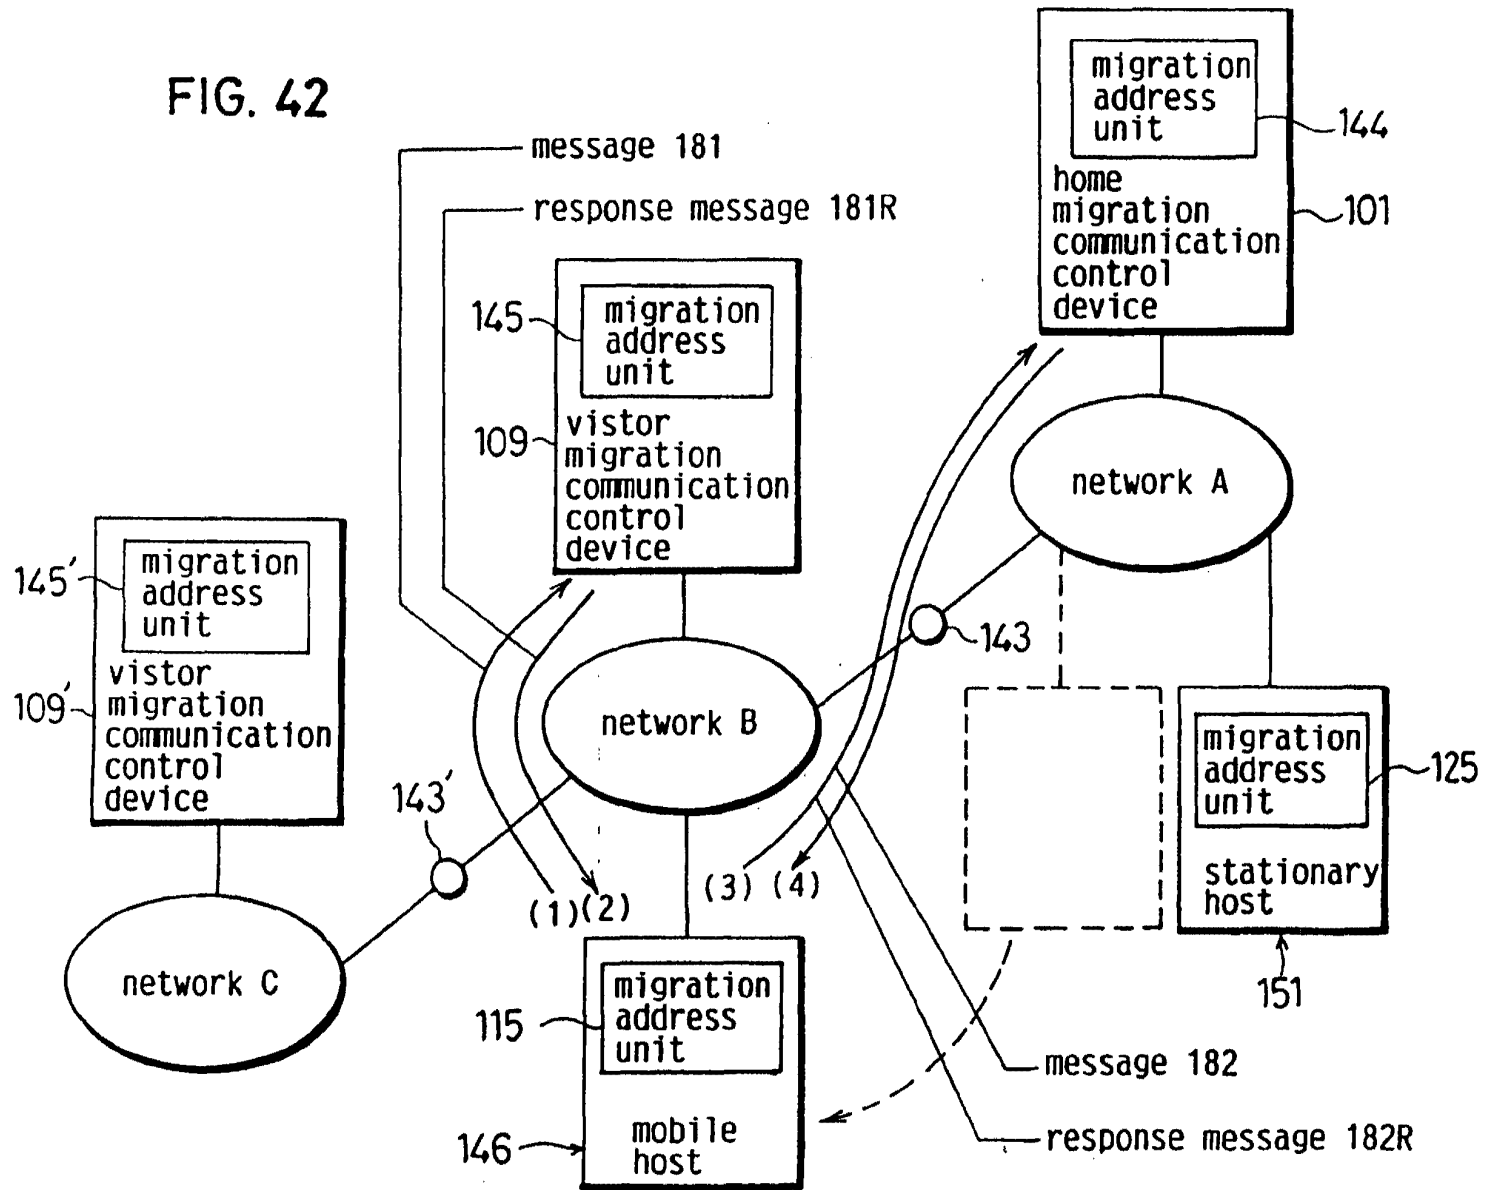 FIG. 42
message 181
response message 181R
migration
address
unit
144
home
migration
communication
control
device
101
145
migration
address
unit
109
vistor
migration
communication
control
device
network A
145'
migration
address
unit
109'
vistor
migration
communication
control
device
143
network B
143'
migration
address
unit
125
stationary
host
151
(1)
(2)
(3)
(4)
network C
115
migration
address
unit
146
mobile
host
message 182
response message 182R